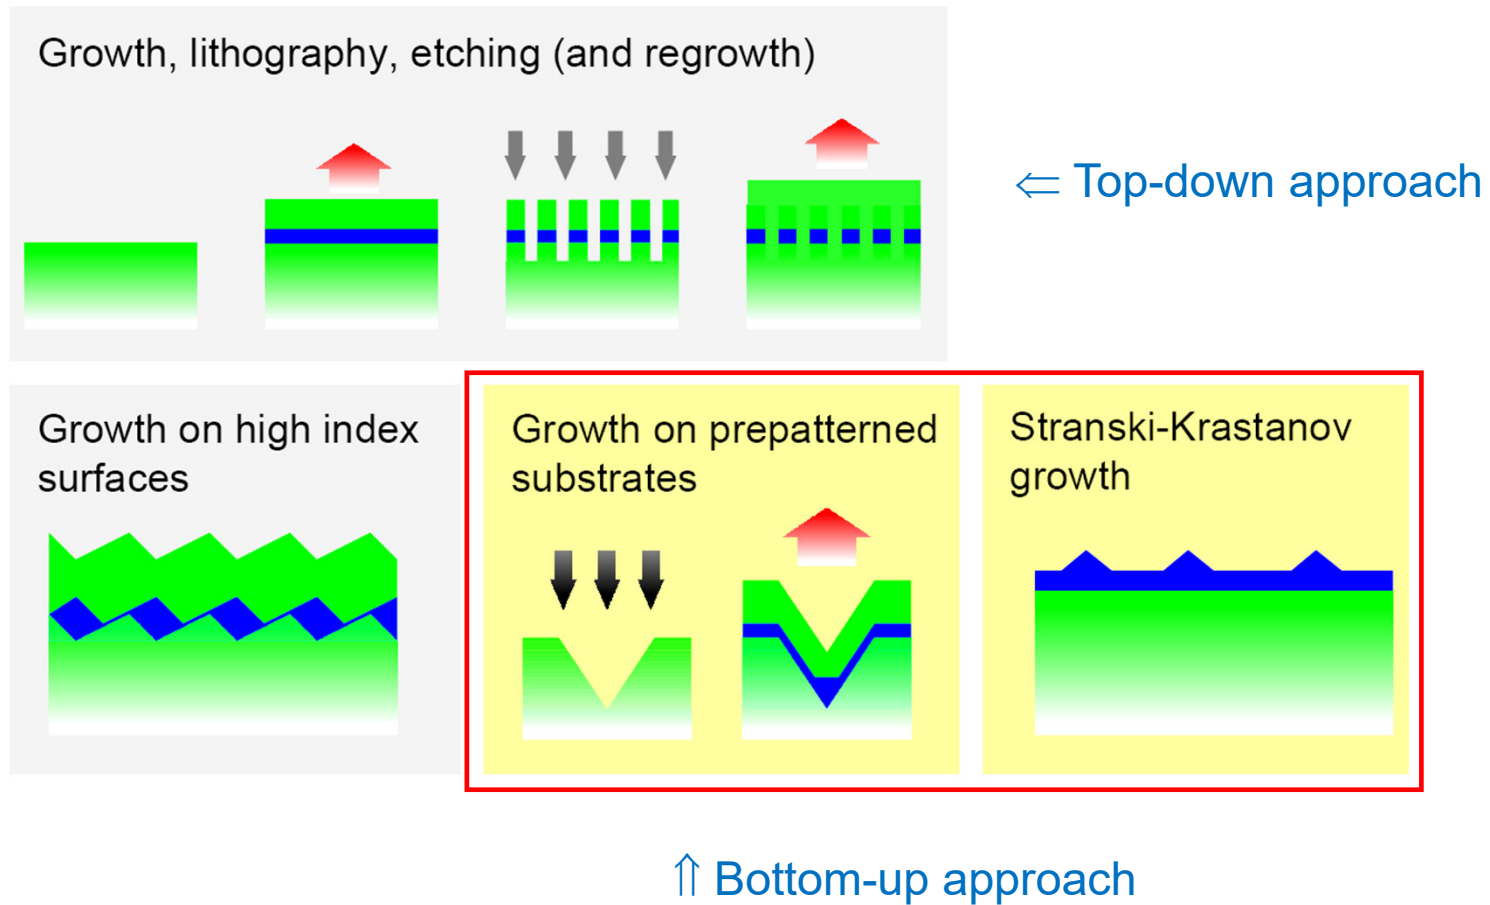 Growth, lithography, etching (and regrowth)
⇐ Top-down approach
Growth on high index
surfaces
Growth on prepatterned
substrates
Stranski-Krastanov
growth
⇑ Bottom-up approach